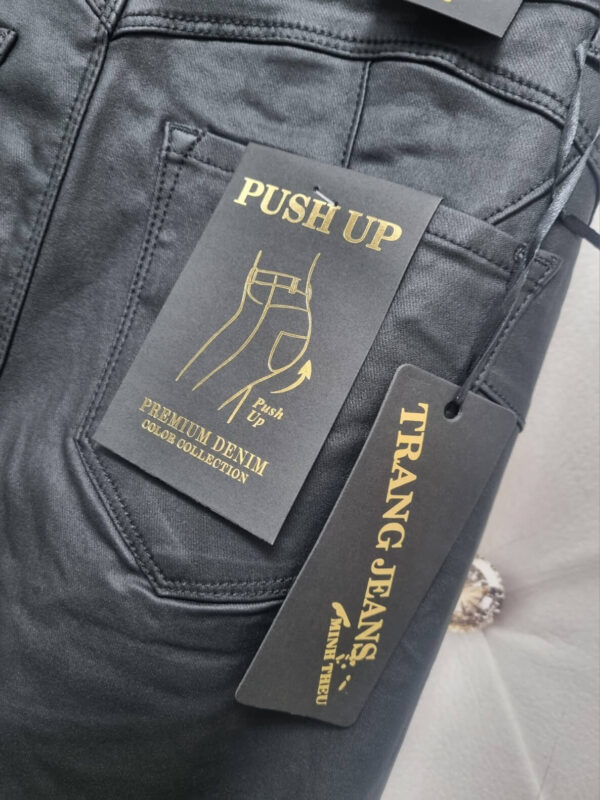 PUSH UP
Push
Up
PREMIUM DENIM
COLOR COLLECTION
TRANG JEANS
MINH THEU